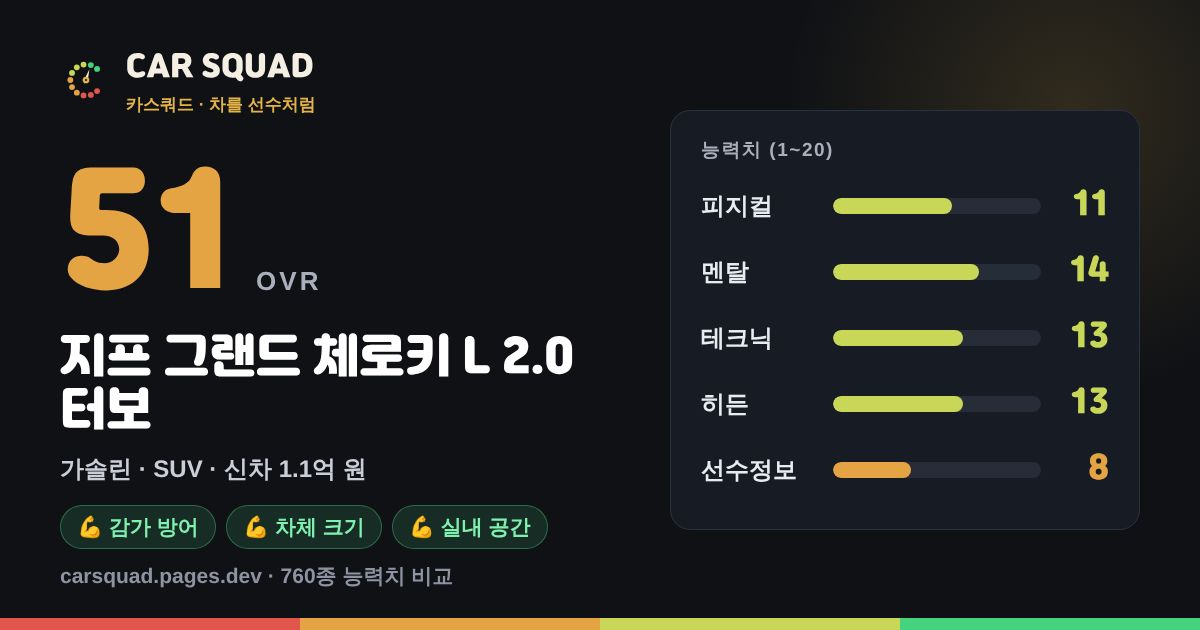 CAR SQUAD
카스쿼드 · 차를 선수처럼
51 OVR
지프 그랜드 체로키 L 2.0
터보
가솔린 · SUV · 신차 1.1억 원
💪 감가 방어 💪 차체 크기 💪 실내 공간
carsquad.pages.dev · 760종 능력치 비교
능력치 (1~20)
피지컬 11
멘탈 14
테크닉 13
히든 13
선수정보 8